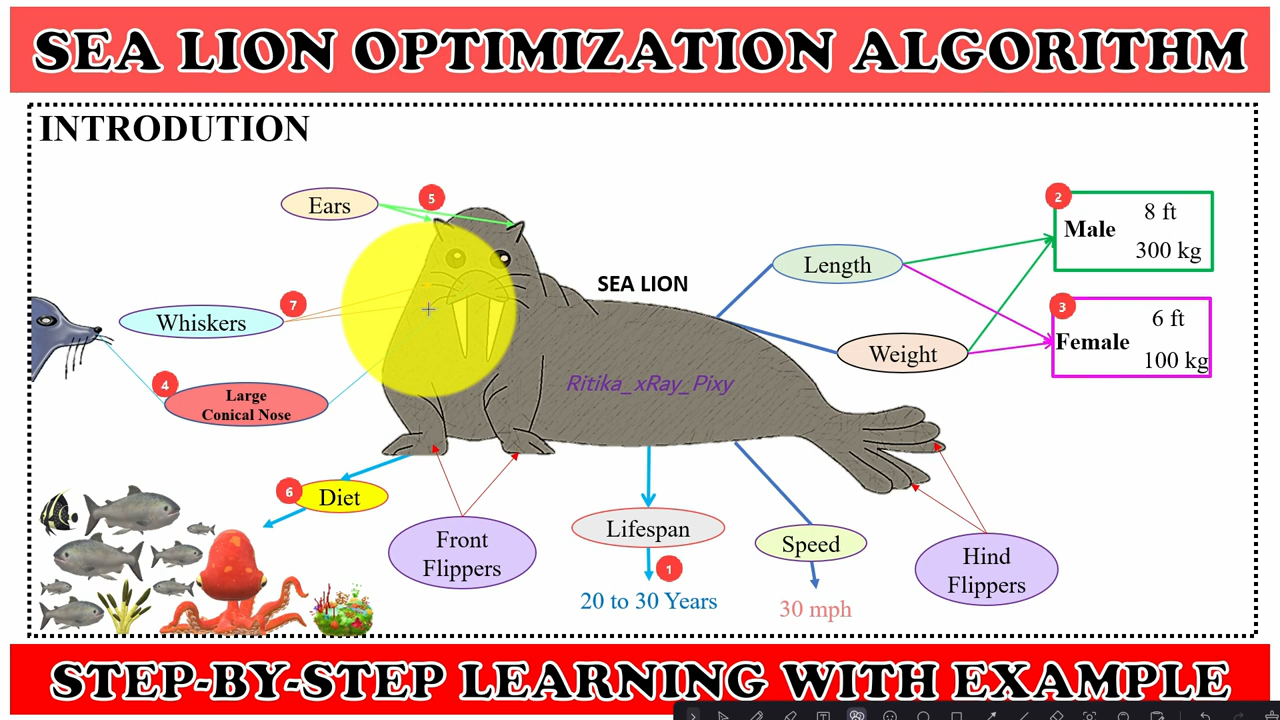 SEA LION OPTIMIZATION ALGORITHM
INTRODUTION
Ears
5
2
Male
8 ft
300 kg
Length
SEA LION
7
Whiskers
3
Female
6 ft
100 kg
Weight
4
Large
Conical Nose
Ritika_xRay_Pixy
6
Diet
Front
Flippers
Lifespan
1
20 to 30 Years
Speed
30 mph
Hind
Flippers
STEP-BY-STEP LEARNING WITH EXAMPLE